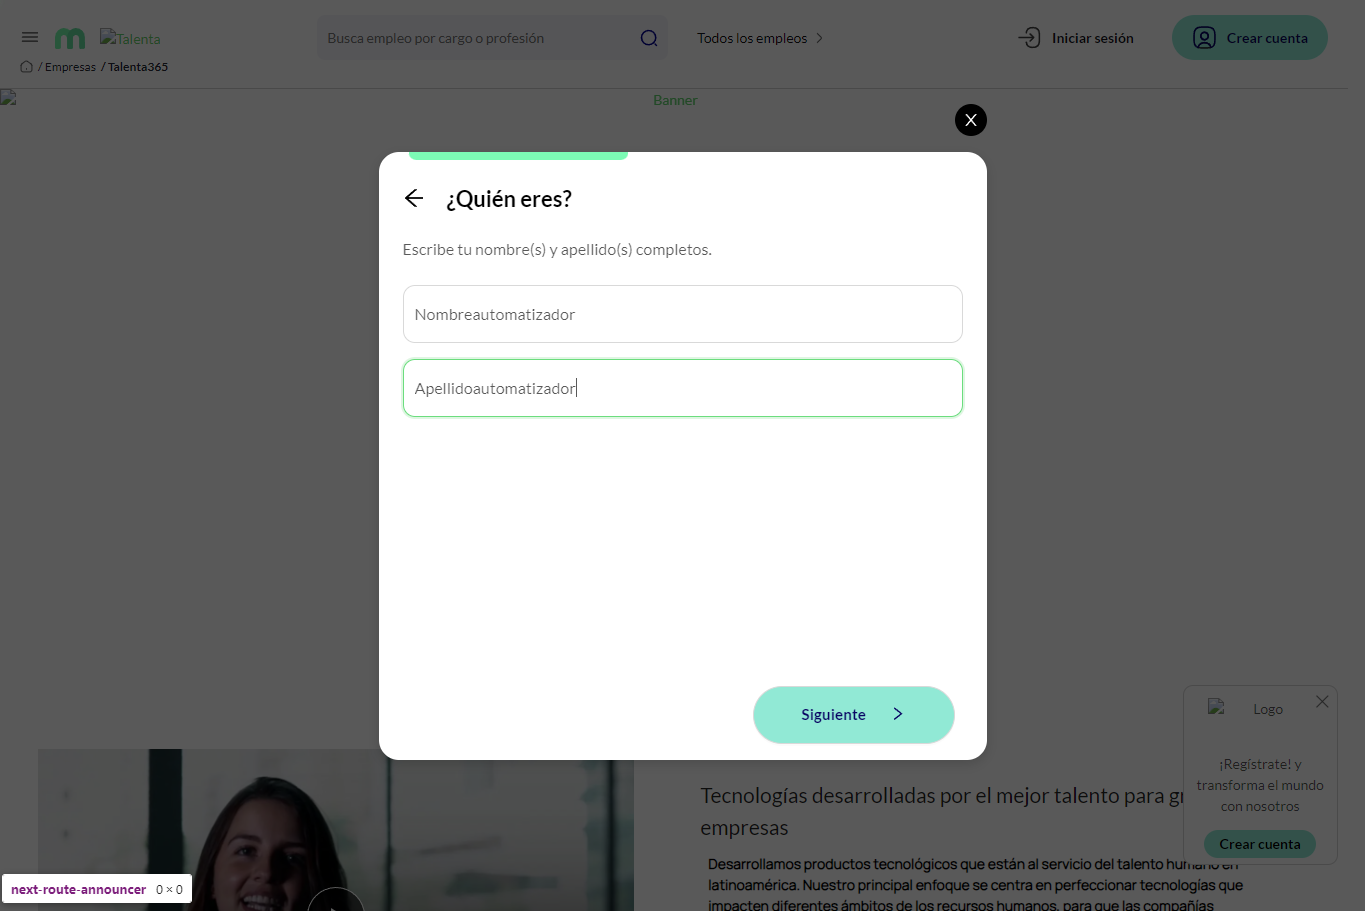 Talenta
Busca empleo por cargo o profesión
Todos los empleos
Iniciar sesión
Crear cuenta
/ Empresas / Talenta365
Banner
X
¿Quién eres?
Escribe tu nombre(s) y apellido(s) completos.
Nombreautomatizador
Apellidoautomatizador
Siguiente
Logo
¡Regístrate! y
transforma el mundo
con nosotros
Crear cuenta
Tecnologías desarrolladas por el mejor talento para
empresas
Desarrollamos productos tecnológicos que están al servicio del talento humano en
latinoamérica. Nuestro principal enfoque se centra en perfeccionar tecnologías que
impacten diferentes ámbitos de los recursos humanos, para que las compañías
next-route-announcer 0 × 0